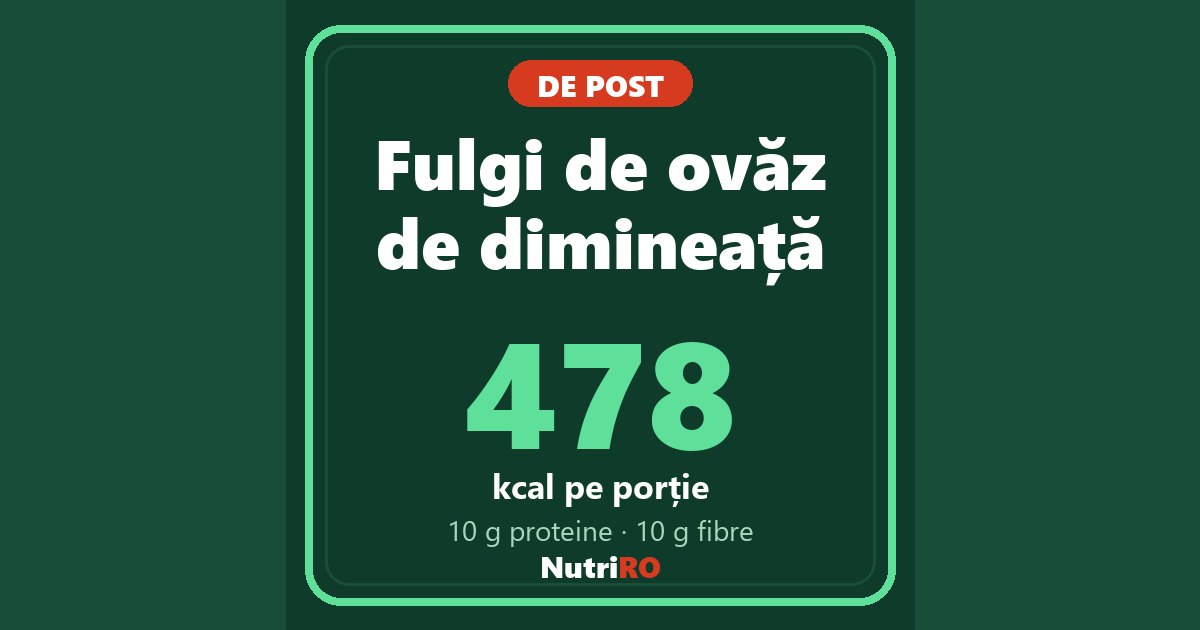 DE POST
Fulgi de ovăz
de dimineață
478
kcal pe porție
10 g proteine · 10 g fibre
NutriRO